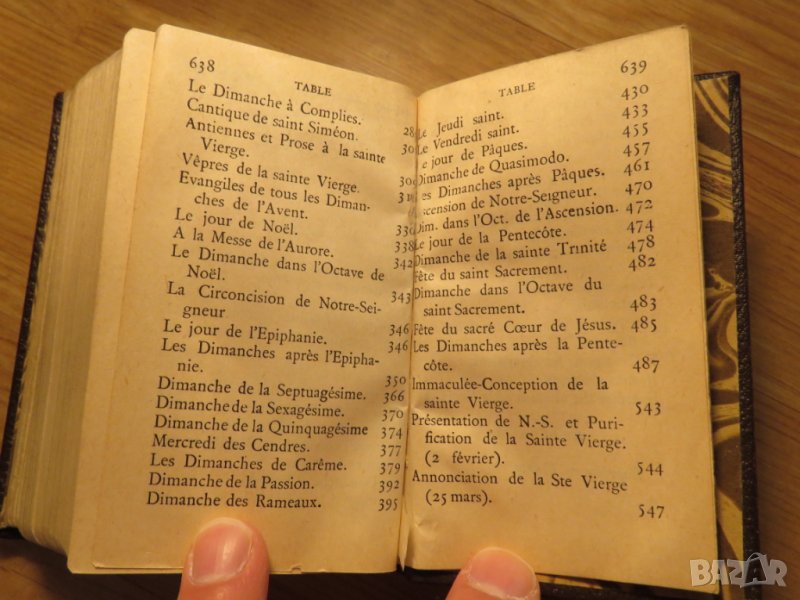 638
TABLE
Le Dimanche à Complies.
Cantique de saint Siméon. 28
Antiennes et Prose à la sainte
Vierge. 30
Vêpres de la sainte Vierge. 30
Evangiles de tous les Diman-
ches de l'Avent. 31
Le jour de Noël. 330
A la Messe de l'Aurore. 338
Le Dimanche dans l'Octave de 342
Noël.
La Circoncision de Notre-Sei- 343
gneur
Le jour de l'Epiphanie. 346
Les Dimanches après l'Epipha- 346
nie.
Dimanche de la Septuagésime. 350
Dimanche de la Sexagésime. 366
Dimanche de la Quinquagésime 370
Mercredi des Cendres. 374
Les Dimanches de Carême. 377
Dimanche de la Passion. 379
Dimanche des Rameaux. 392
395
639
TABLE
Le Jeudi saint. 430
Le Vendredi saint. 433
Le jour de Pâques. 455
Dimanche de Quasimodo. 457
Les Dimanches après Pâques. 461
Ascension de Notre-Seigneur. 470
Dim. dans l'Oct. de l'Ascension. 472
Le jour de la Pentecôte. 474
Dimanche de la sainte Trinité 478
Fête du saint Sacrement. 482
Dimanche dans l'Octave du
saint Sacrement. 483
Fête du sacré Cœur de Jésus. 485
Les Dimanches après la Pente-
côte. 487
Immaculée-Conception de la
sainte Vierge. 543
Présentation de N.-S. et Puri-
fication de la Sainte Vierge.
(2 février). 544
Annonciation de la Ste Vierge
(25 mars). 547
BAZAR